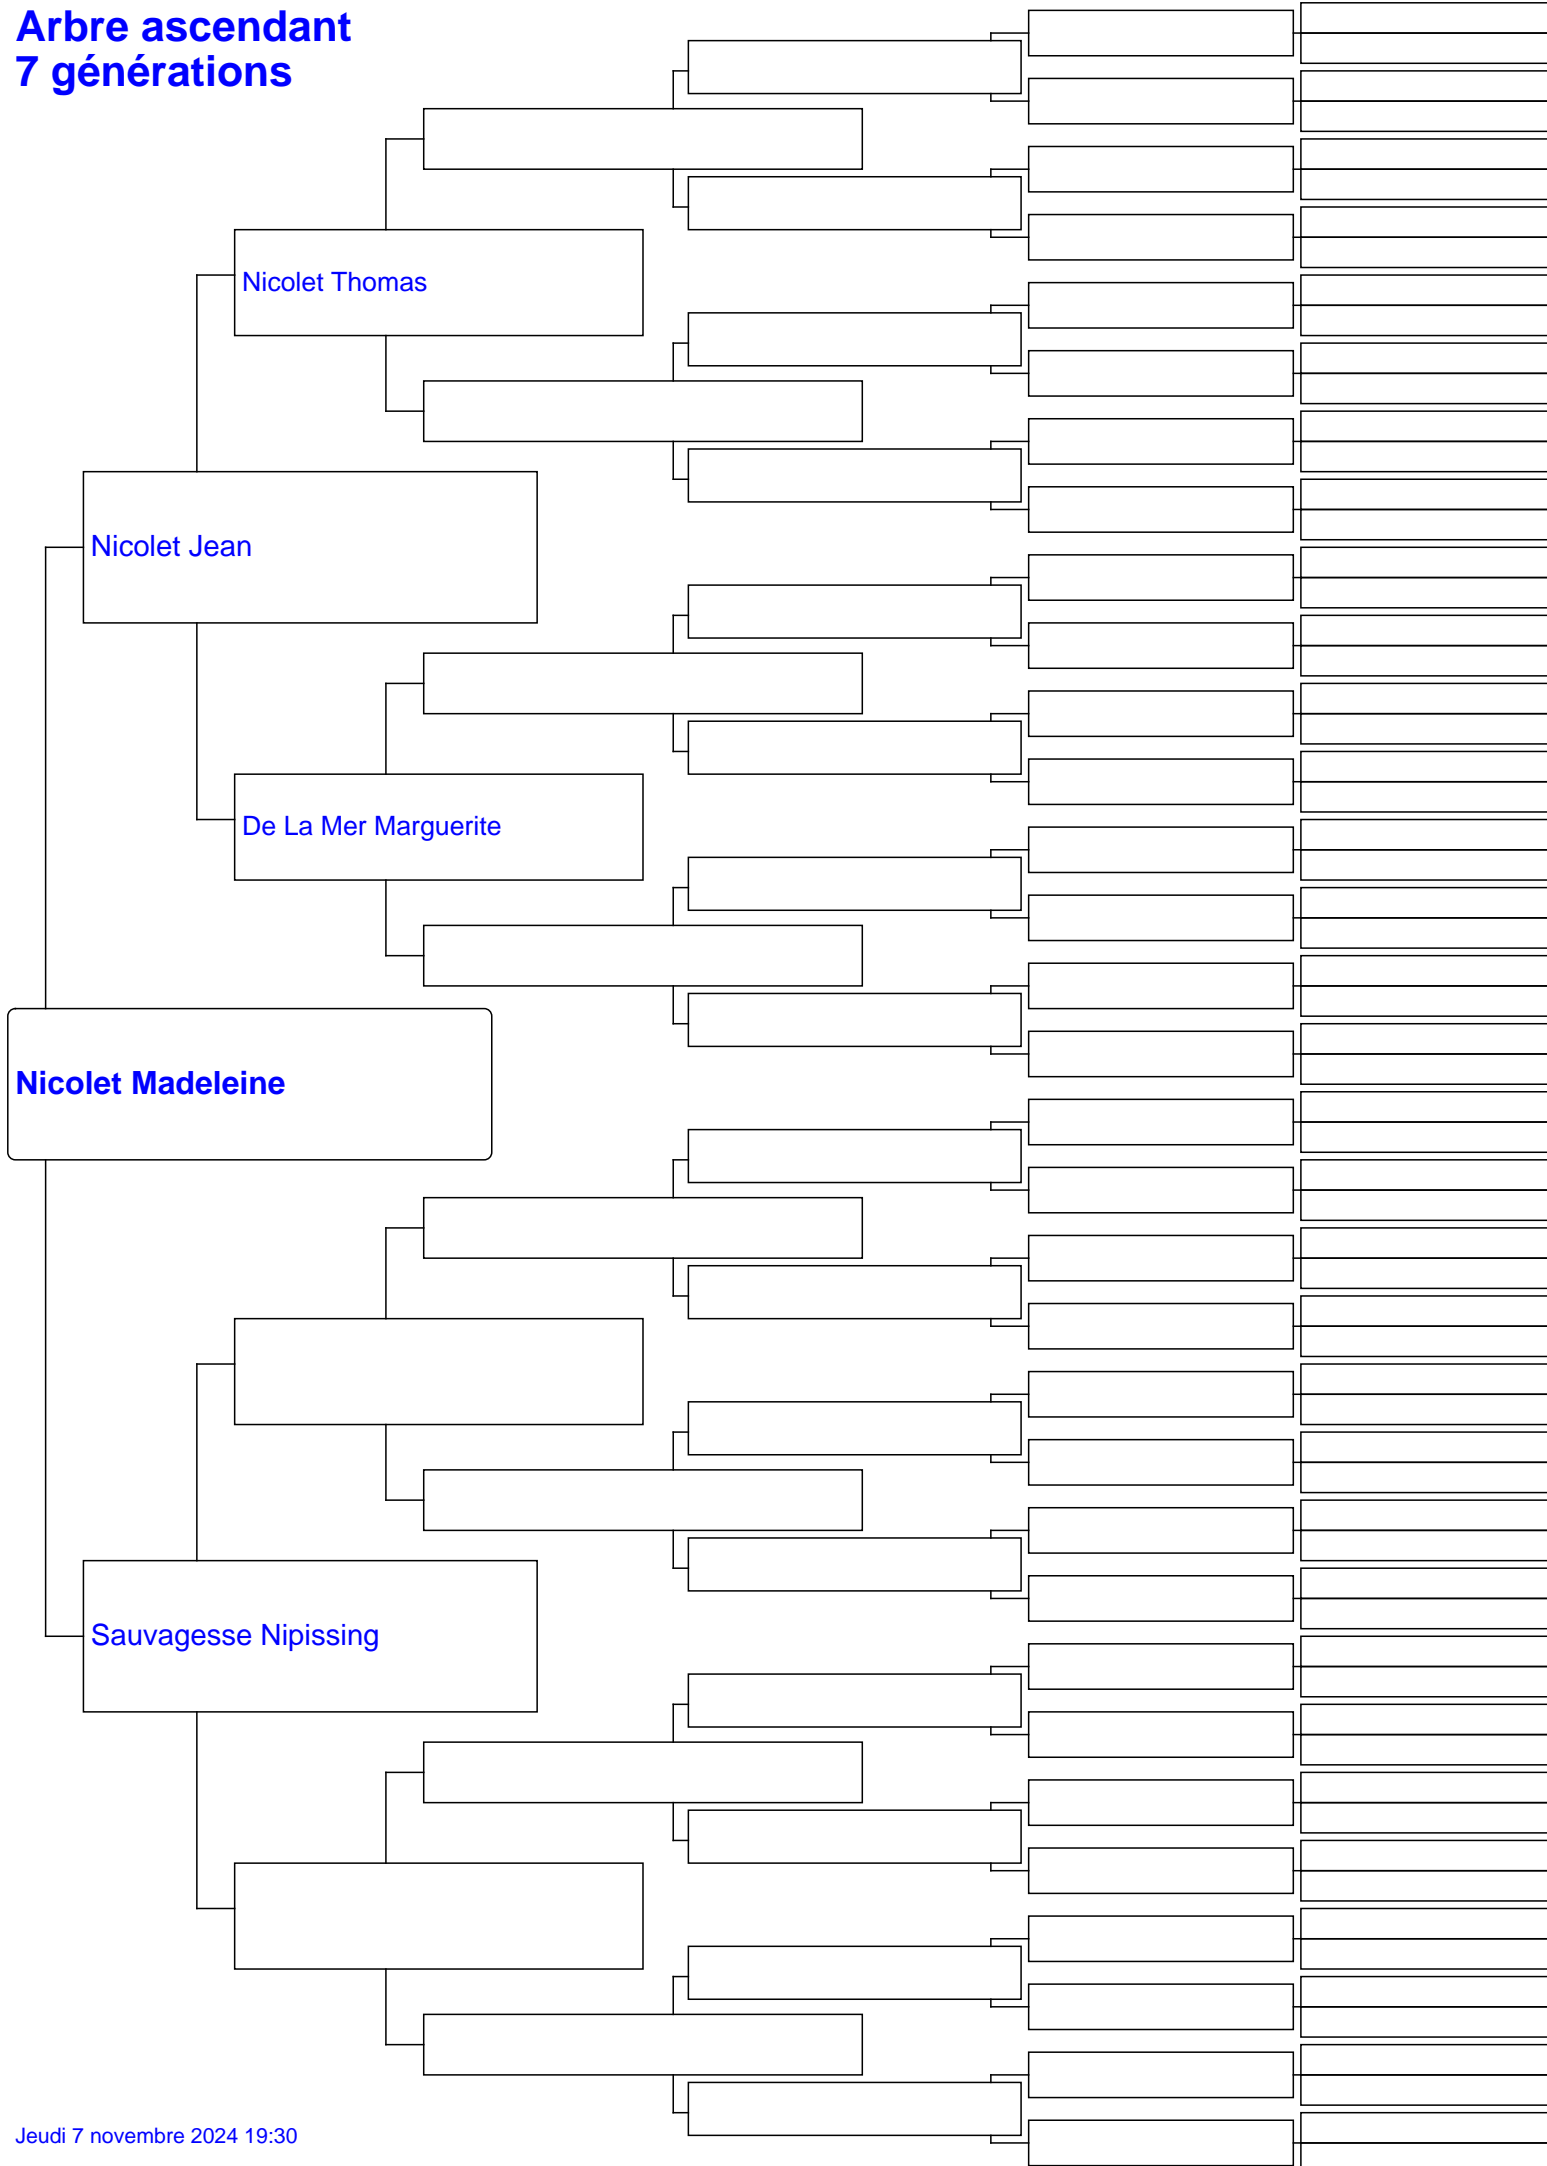 Arbre ascendant
7 générations
Nicolet Thomas
Nicolet Jean
De La Mer Marguerite
Nicolet Madeleine
Sauvagesse Nipissing
Jeudi 7 novembre 2024 19:30